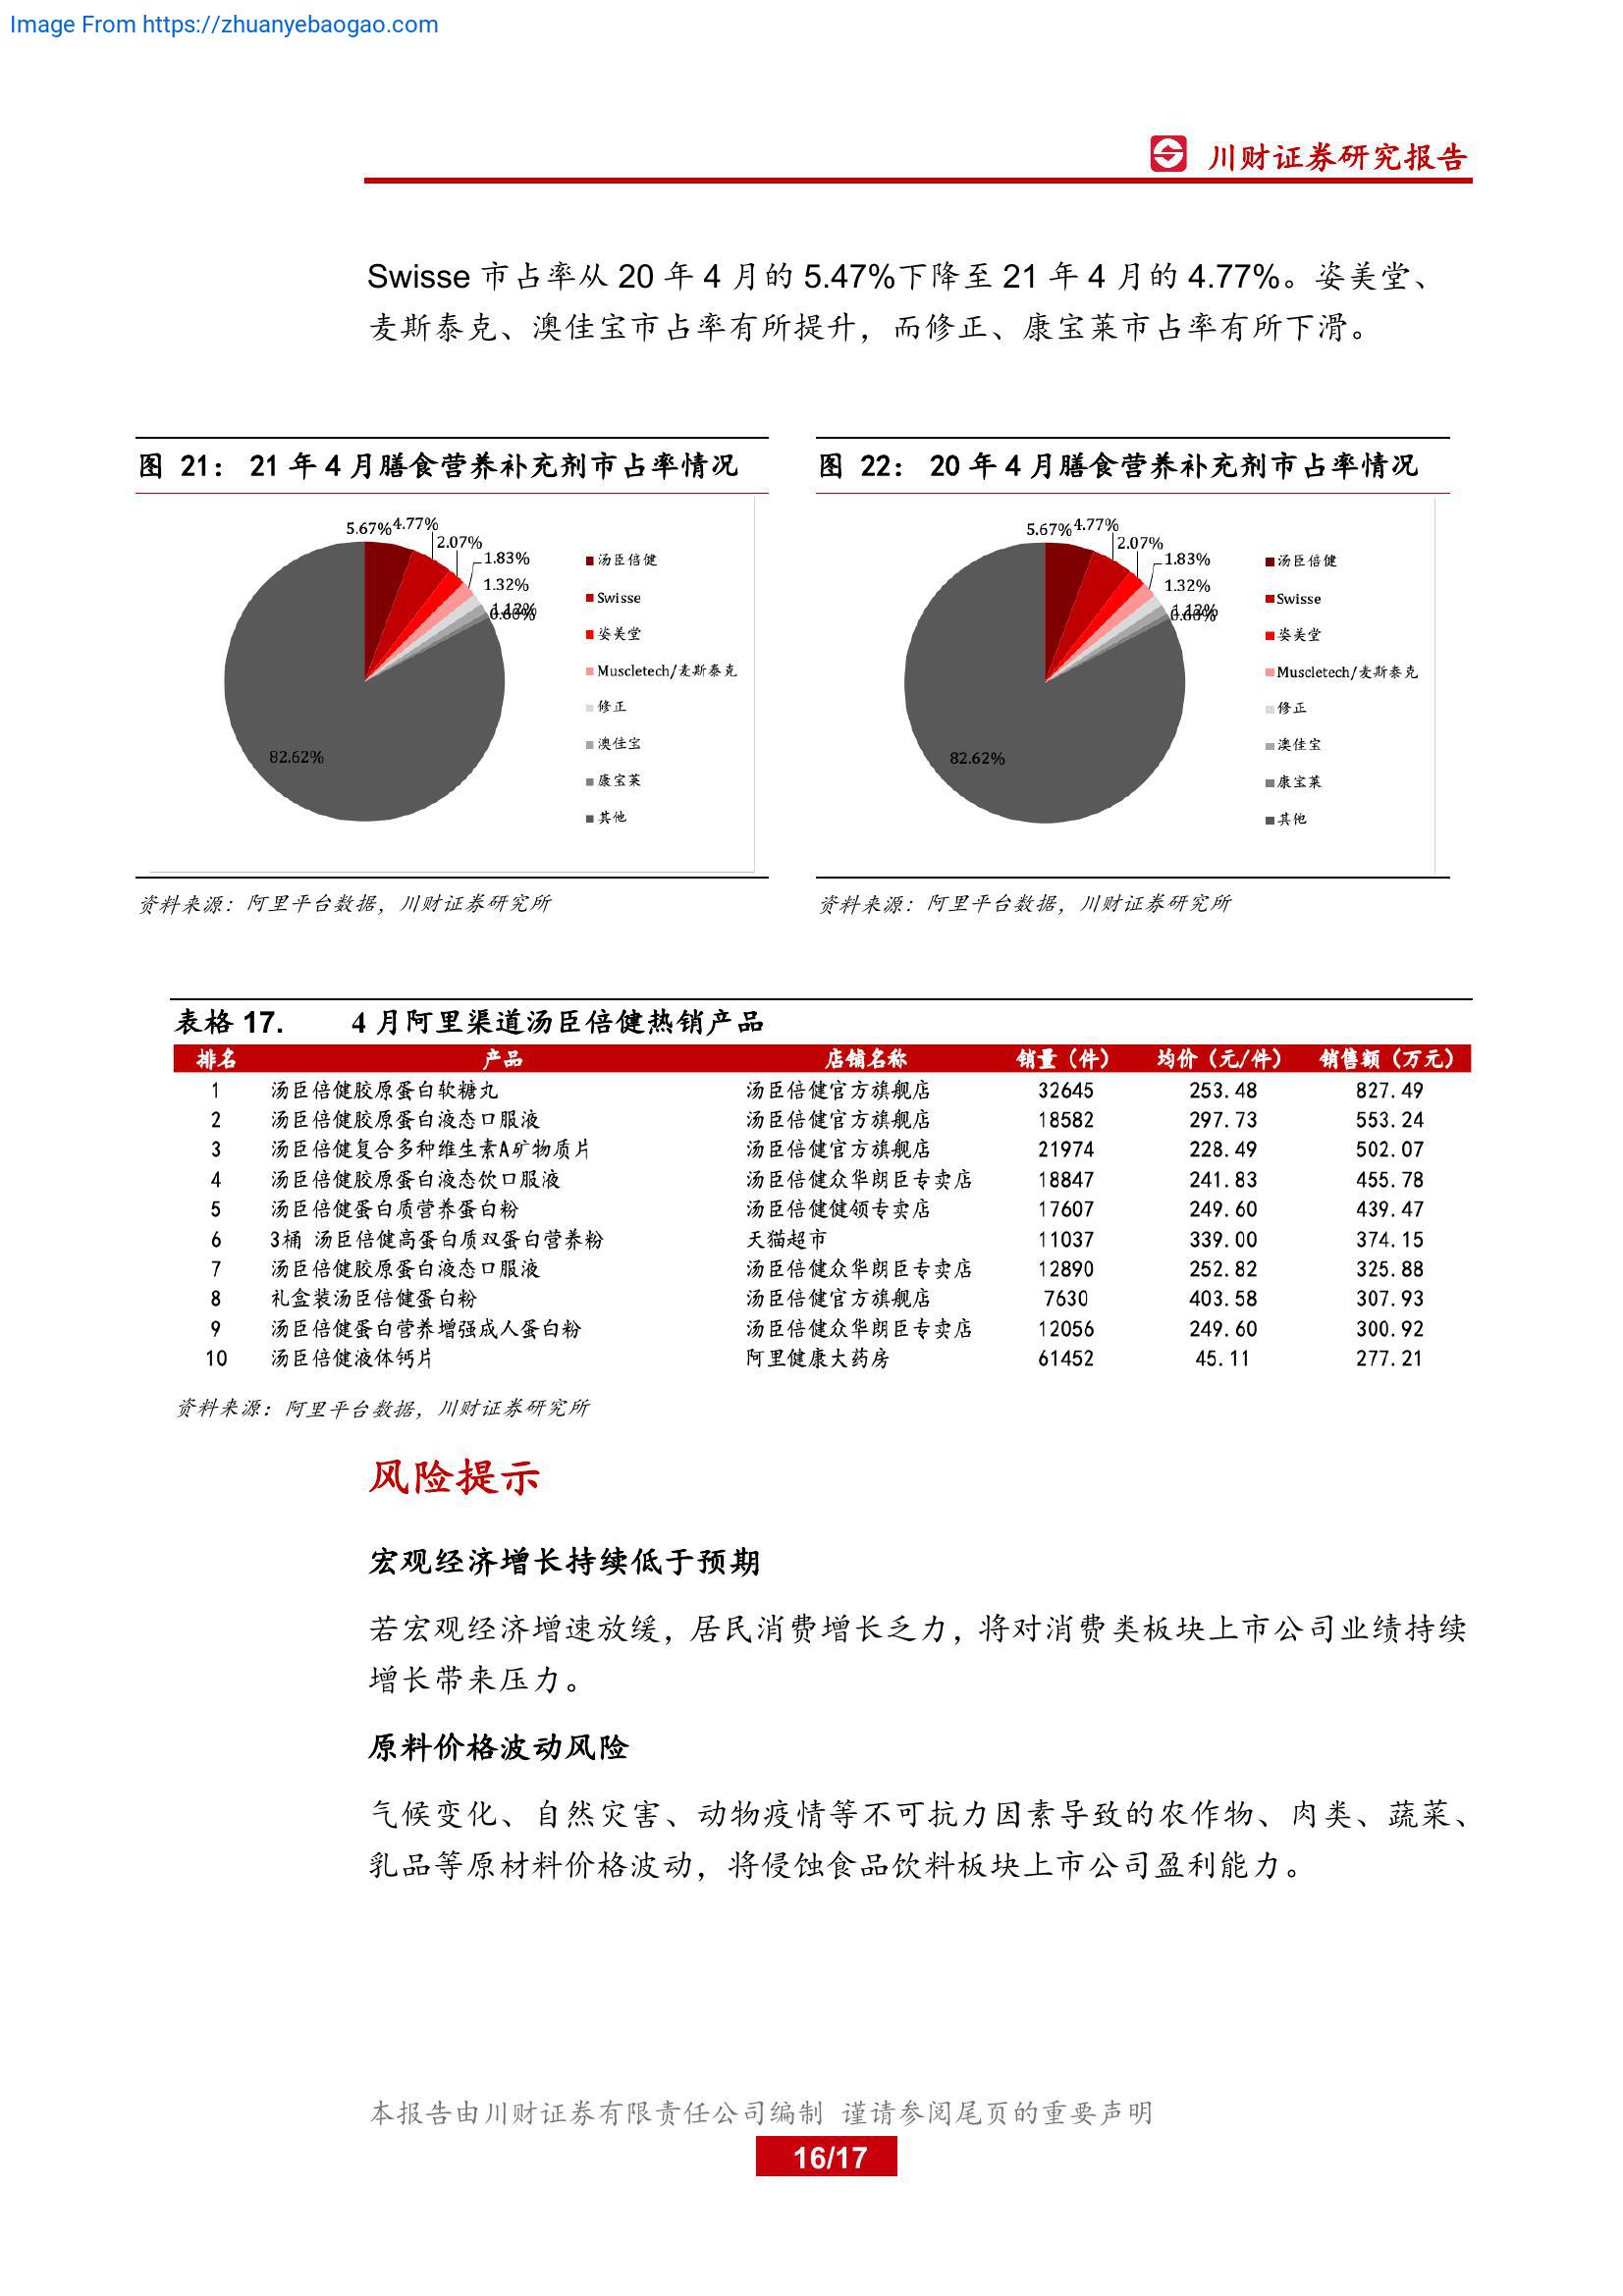 Image From https://zhuanyebaogao.com
川财证券研究报告
Swisse 市占率从 20 年 4 月的 5.47%下降至 21 年 4 月的 4.77%。姿美堂、
麦斯泰克、澳佳宝市占率有所提升，而修正、康宝莱市占率有所下滑。
图 21： 21 年 4 月膳食营养补充剂市占率情况
5.67%
4.77%
2.07%
1.83%
1.32%
82.62%
汤臣倍健
Swisse
姿美堂
Muscletech/麦斯泰克
修正
澳佳宝
康宝莱
其他
资料来源：阿里平台数据，川财证券研究所
图 22： 20 年 4 月膳食营养补充剂市占率情况
5.67%
4.77%
2.07%
1.83%
1.32%
82.62%
汤臣倍健
Swisse
姿美堂
Muscletech/麦斯泰克
修正
澳佳宝
康宝莱
其他
资料来源：阿里平台数据，川财证券研究所
表格 17. 4 月阿里渠道汤臣倍健热销产品
排名 产品 店铺名称 销量（件） 均价（元/件） 销售额（万元）
1 汤臣倍健胶原蛋白软糖丸 汤臣倍健官方旗舰店 32645 253.48 827.49
2 汤臣倍健胶原蛋白液态口服液 汤臣倍健官方旗舰店 18582 297.73 553.24
3 汤臣倍健复合多种维生素A矿物质片 汤臣倍健官方旗舰店 21974 228.49 502.07
4 汤臣倍健胶原蛋白液态饮口服液 汤臣倍健众华朗臣专卖店 18847 241.83 455.78
5 汤臣倍健蛋白质营养蛋白粉 汤臣倍健健领专卖店 17607 249.60 439.47
6 3桶 汤臣倍健高蛋白质双蛋白营养粉 天猫超市 11037 339.00 374.15
7 汤臣倍健胶原蛋白液态口服液 汤臣倍健众华朗臣专卖店 12890 252.82 325.88
8 礼盒装汤臣倍健蛋白粉 汤臣倍健官方旗舰店 7630 403.58 307.93
9 汤臣倍健蛋白营养增强成人蛋白粉 汤臣倍健众华朗臣专卖店 12056 249.60 300.92
10 汤臣倍健液体钙片 阿里健康大药房 61452 45.11 277.21
资料来源：阿里平台数据，川财证券研究所
风险提示
宏观经济增长持续低于预期
若宏观经济增速放缓，居民消费增长乏力，将对消费类板块上市公司业绩持续
增长带来压力。
原料价格波动风险
气候变化、自然灾害、动物疫情等不可抗力因素导致的农作物、肉类、蔬菜、
乳品等原材料价格波动，将侵蚀食品饮料板块上市公司盈利能力。
本报告由川财证券有限责任公司编制 谨请参阅尾页的重要声明
16/17